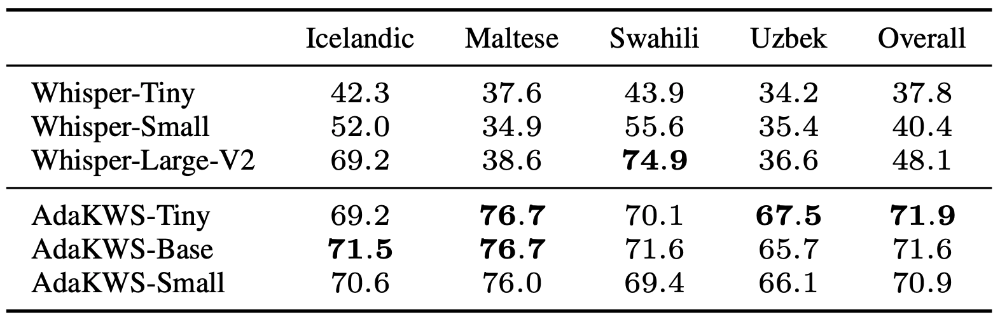 Icelandic Maltese Swahili Uzbek Overall
Whisper-Tiny 42.3 37.6 43.9 34.2 37.8
Whisper-Small 52.0 34.9 55.6 35.4 40.4
Whisper-Large-V2 69.2 38.6 74.9 36.6 48.1
AdaKWS-Tiny 69.2 76.7 70.1 67.5 71.9
AdaKWS-Base 71.5 76.7 71.6 65.7 71.6
AdaKWS-Small 70.6 76.0 69.4 66.1 70.9